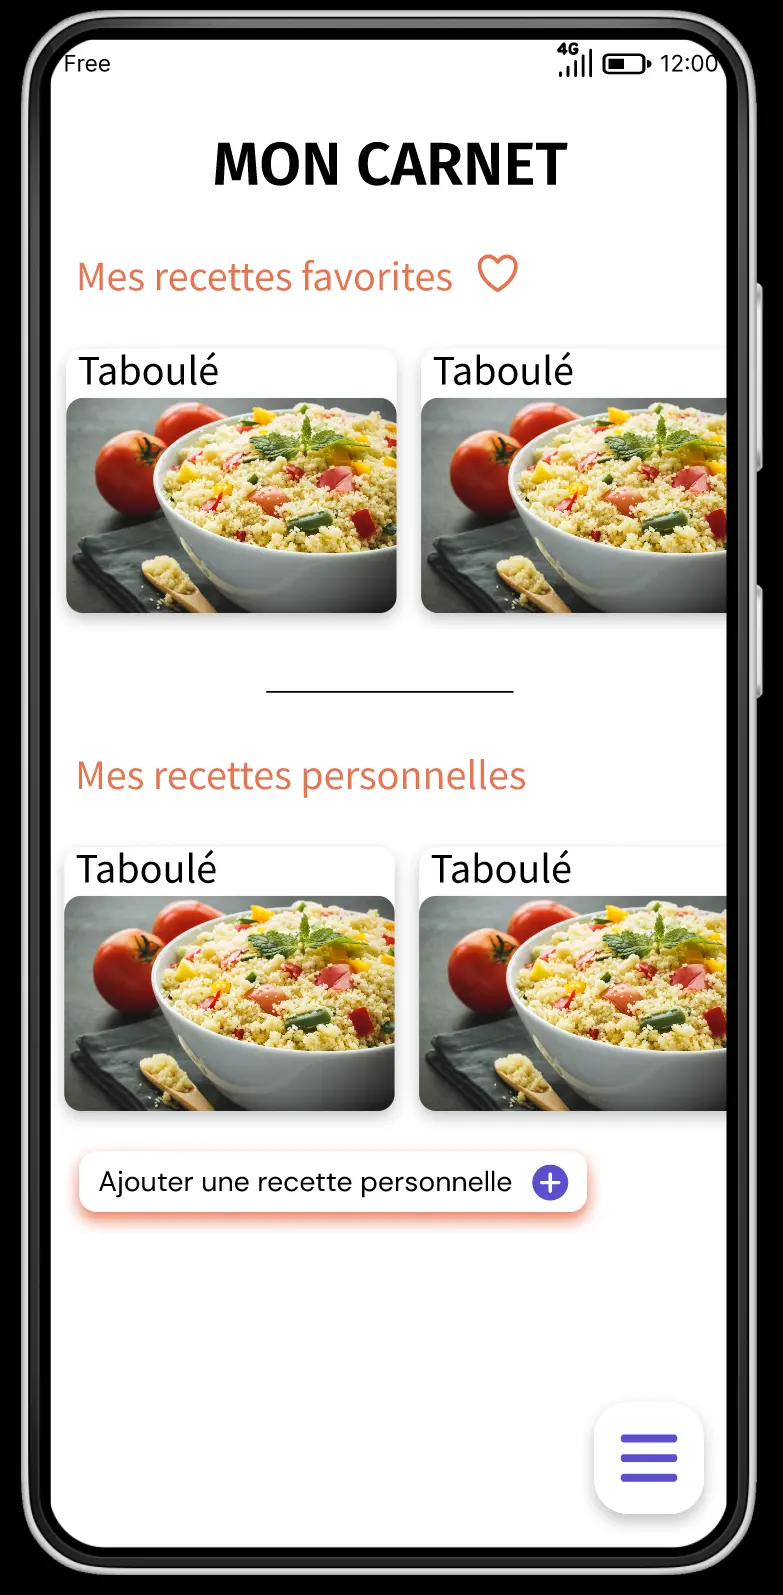 Free 4G 12:00
MON CARNET
Mes recettes favorites
Taboulé Taboulé
Mes recettes personnelles
Taboulé Taboulé
Ajouter une recette personnelle